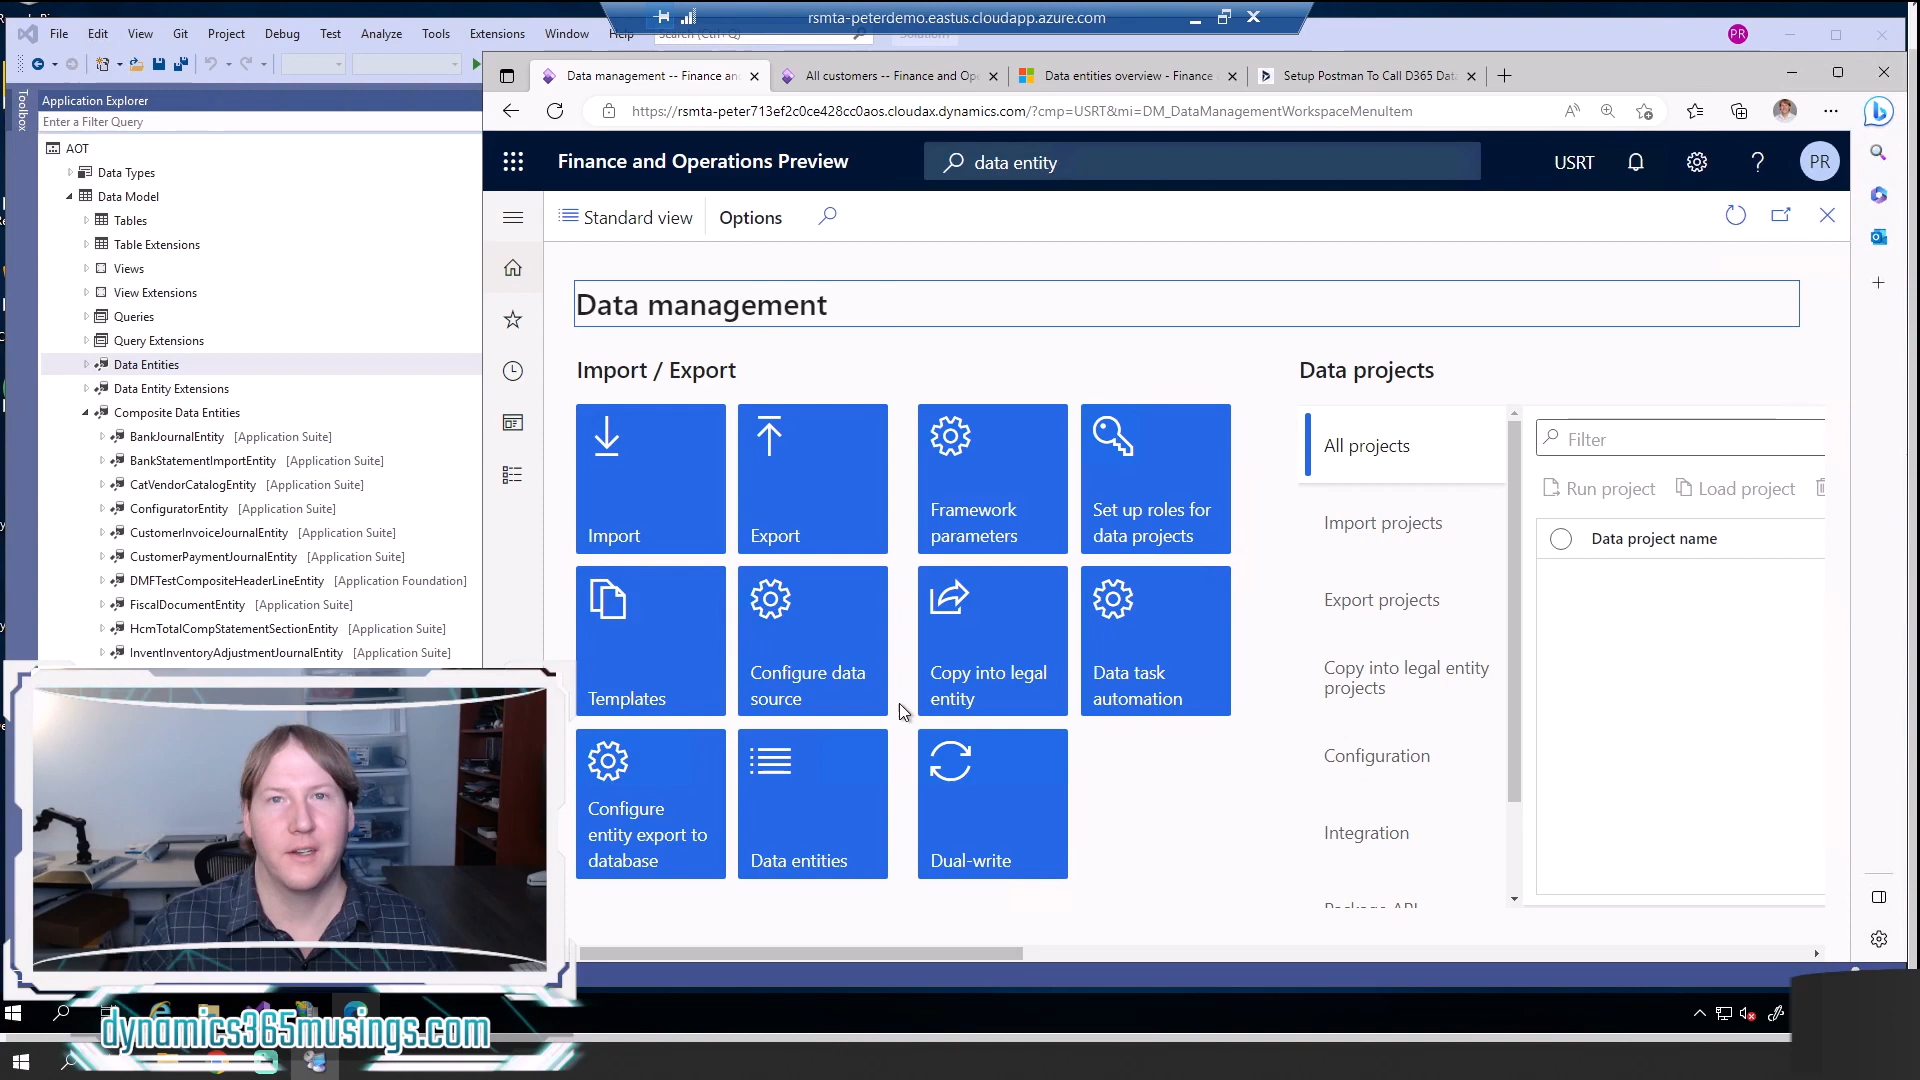 rsmta-peterdemo.eastus.cloudapp.azure.com
File Edit View Git Project Debug Test Analyze Tools Extensions Window Help
Search (Ctrl+Q)
Solution1
PR
Toolbox
Application Explorer
Enter a Filter Query
AOT
Data Types
Data Model
Tables
Table Extensions
Views
View Extensions
Queries
Query Extensions
Data Entities
Data Entity Extensions
Composite Data Entities
BankJournalEntity [Application Suite]
BankStatementImportEntity [Application Suite]
CatVendorCatalogEntity [Application Suite]
ConfiguratorEntity [Application Suite]
CustomerInvoiceJournalEntity [Application Suite]
CustomerPaymentJournalEntity [Application Suite]
DMFTestCompositeHeaderLineEntity [Application Foundation]
FiscalDocumentEntity [Application Suite]
HcmTotalCompStatementSectionEntity [Application Suite]
InventInventoryAdjustmentJournalEntity [Application Suite]
Data management -- Finance an
All customers -- Finance and Ope
Data entities overview - Finance
Setup Postman To Call D365 Data
https://rsmta-peter713ef2c0ce428cc0aos.cloudax.dynamics.com/?cmp=USRT&mi=DM_DataManagementWorkspaceMenuItem
Finance and Operations Preview
data entity
USRT
PR
Standard view
Options
Data management
Import / Export
Import
Export
Framework parameters
Set up roles for data projects
Templates
Configure data source
Copy into legal entity
Data task automation
Configure entity export to database
Data entities
Dual-write
Data projects
All projects
Import projects
Export projects
Copy into legal entity projects
Configuration
Integration
Package API
Filter
Run project
Load project
Data project name
dynamics365musings.com